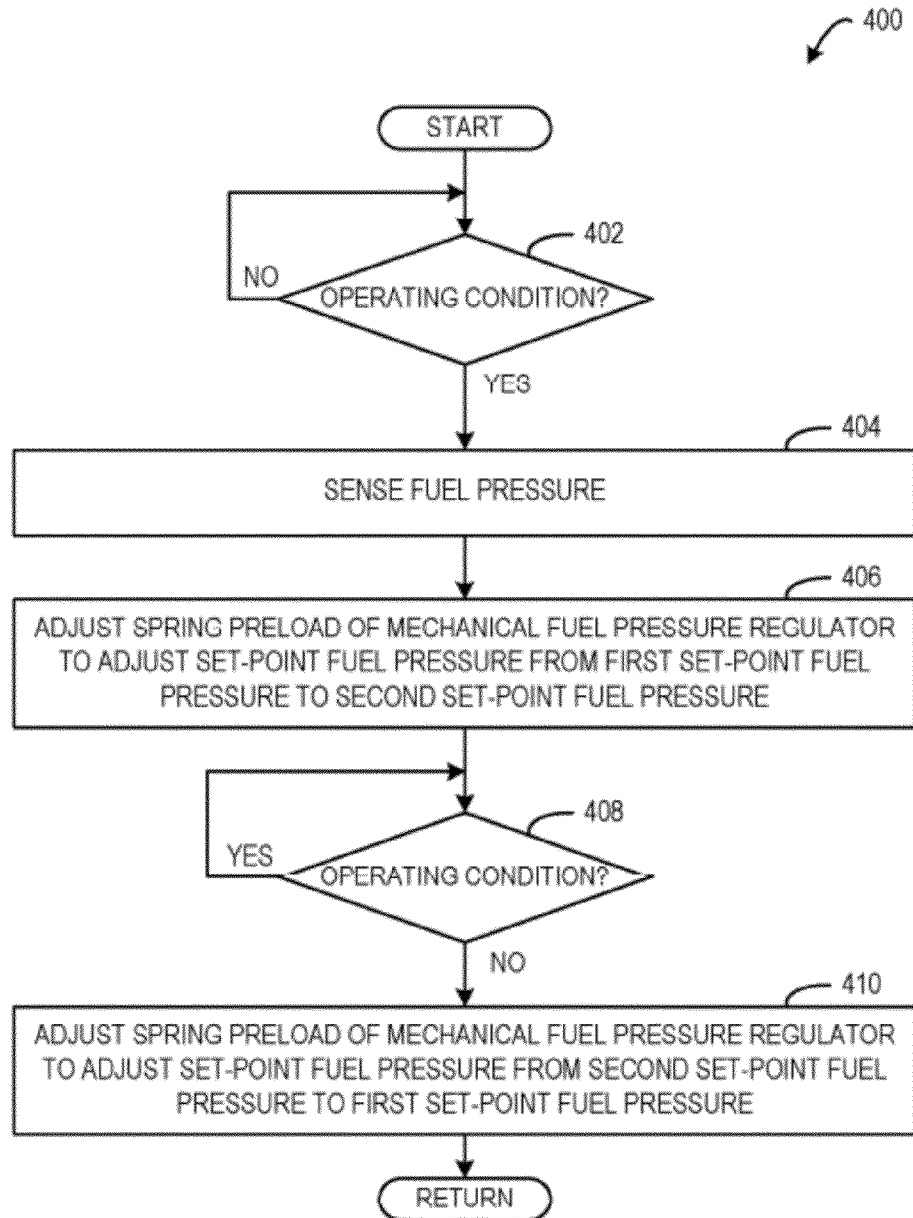 400
START
402
NO
OPERATING CONDITION?
YES
404
SENSE FUEL PRESSURE
406
ADJUST SPRING PRELOAD OF MECHANICAL FUEL PRESSURE REGULATOR
TO ADJUST SET-POINT FUEL PRESSURE FROM FIRST SET-POINT FUEL
PRESSURE TO SECOND SET-POINT FUEL PRESSURE
408
YES
OPERATING CONDITION?
NO
410
ADJUST SPRING PRELOAD OF MECHANICAL FUEL PRESSURE REGULATOR
TO ADJUST SET-POINT FUEL PRESSURE FROM SECOND SET-POINT FUEL
PRESSURE TO FIRST SET-POINT FUEL PRESSURE
RETURN